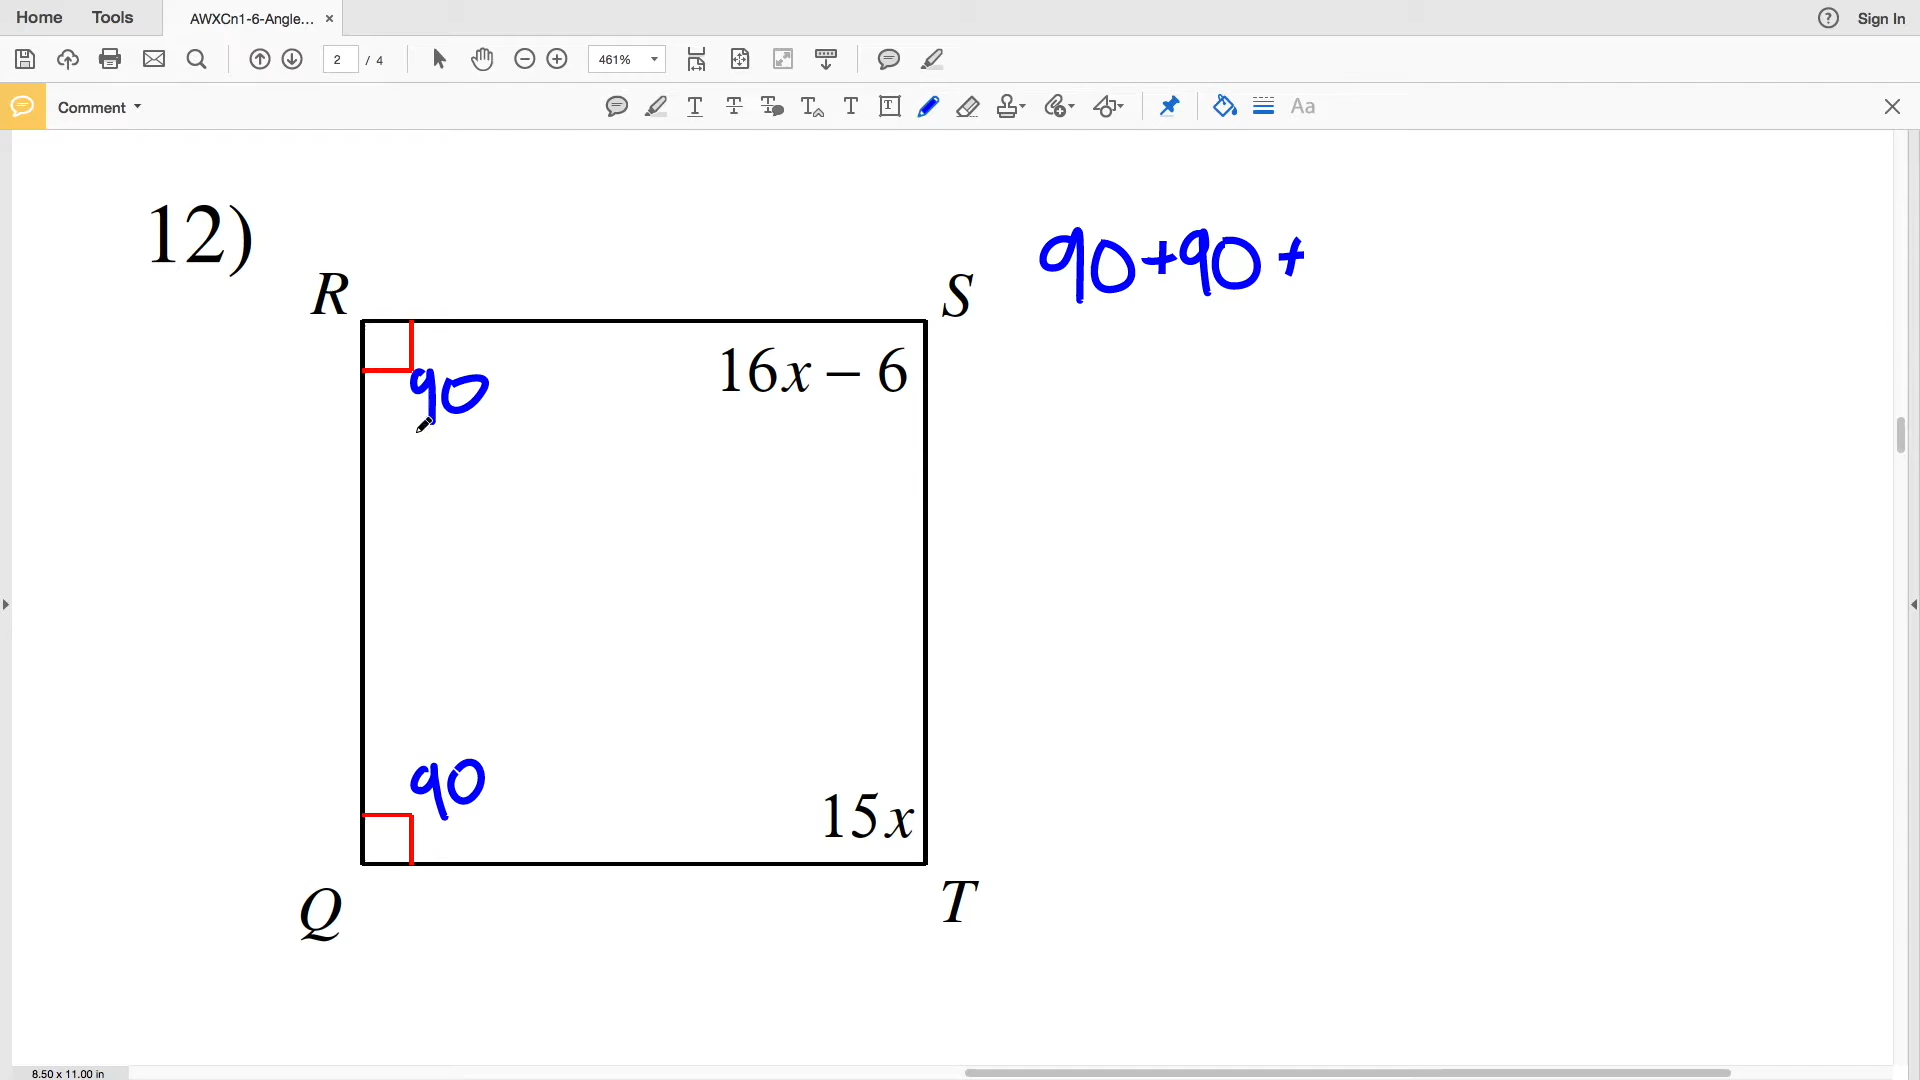 Home Tools AWXCn1-6-Angle... × ? Sign In
2 / 4 461%
Comment Aa
12)
90+90+
R S
16x – 6
90
90
15x
Q T
8.50 x 11.00 in